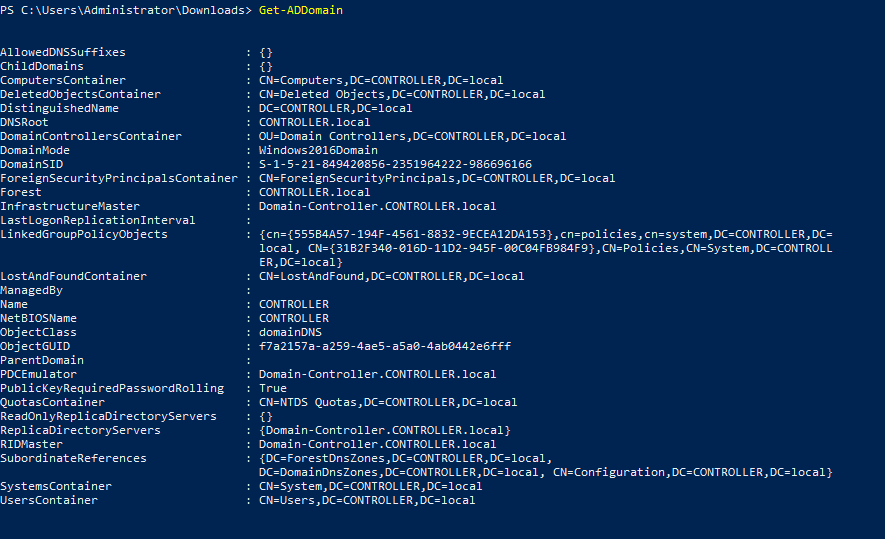 PS C:\Users\Administrator\Downloads> Get-ADDomain
AllowedDNSSuffixes : {}
ChildDomains : {}
ComputersContainer : CN=Computers,DC=CONTROLLER,DC=local
DeletedObjectsContainer : CN=Deleted Objects,DC=CONTROLLER,DC=local
DistinguishedName : DC=CONTROLLER,DC=local
DNSRoot : CONTROLLER.local
DomainControllersContainer : OU=Domain Controllers,DC=CONTROLLER,DC=local
DomainMode : Windows2016Domain
DomainSID : S-1-5-21-849420856-2351964222-986696166
ForeignSecurityPrincipalsContainer : CN=ForeignSecurityPrincipals,DC=CONTROLLER,DC=local
Forest : CONTROLLER.local
InfrastructureMaster : Domain-Controller.CONTROLLER.local
LastLogonReplicationInterval :
LinkedGroupPolicyObjects : {cn={555B4A57-194F-4561-8832-9ECEA12DA153},cn=policies,cn=system,DC=CONTROLLER,DC=
local, CN={31B2F340-016D-11D2-945F-00C04FB984F9},CN=Policies,CN=System,DC=CONTROLL
ER,DC=local}
LostAndFoundContainer : CN=LostAndFound,DC=CONTROLLER,DC=local
ManagedBy :
Name : CONTROLLER
NetBIOSName : CONTROLLER
ObjectClass : domainDNS
ObjectGUID : f7a2157a-a259-4ae5-a5a0-4ab0442e6fff
ParentDomain :
PDCEmulator : Domain-Controller.CONTROLLER.local
PublicKeyRequiredPasswordRolling : True
QuotasContainer : CN=NTDS Quotas,DC=CONTROLLER,DC=local
ReadOnlyReplicaDirectoryServers : {}
ReplicaDirectoryServers : {Domain-Controller.CONTROLLER.local}
RIDMaster : Domain-Controller.CONTROLLER.local
SubordinateReferences : {DC=ForestDnsZones,DC=CONTROLLER,DC=local,
DC=DomainDnsZones,DC=CONTROLLER,DC=local, CN=Configuration,DC=CONTROLLER,DC=local}
SystemsContainer : CN=System,DC=CONTROLLER,DC=local
UsersContainer : CN=Users,DC=CONTROLLER,DC=local